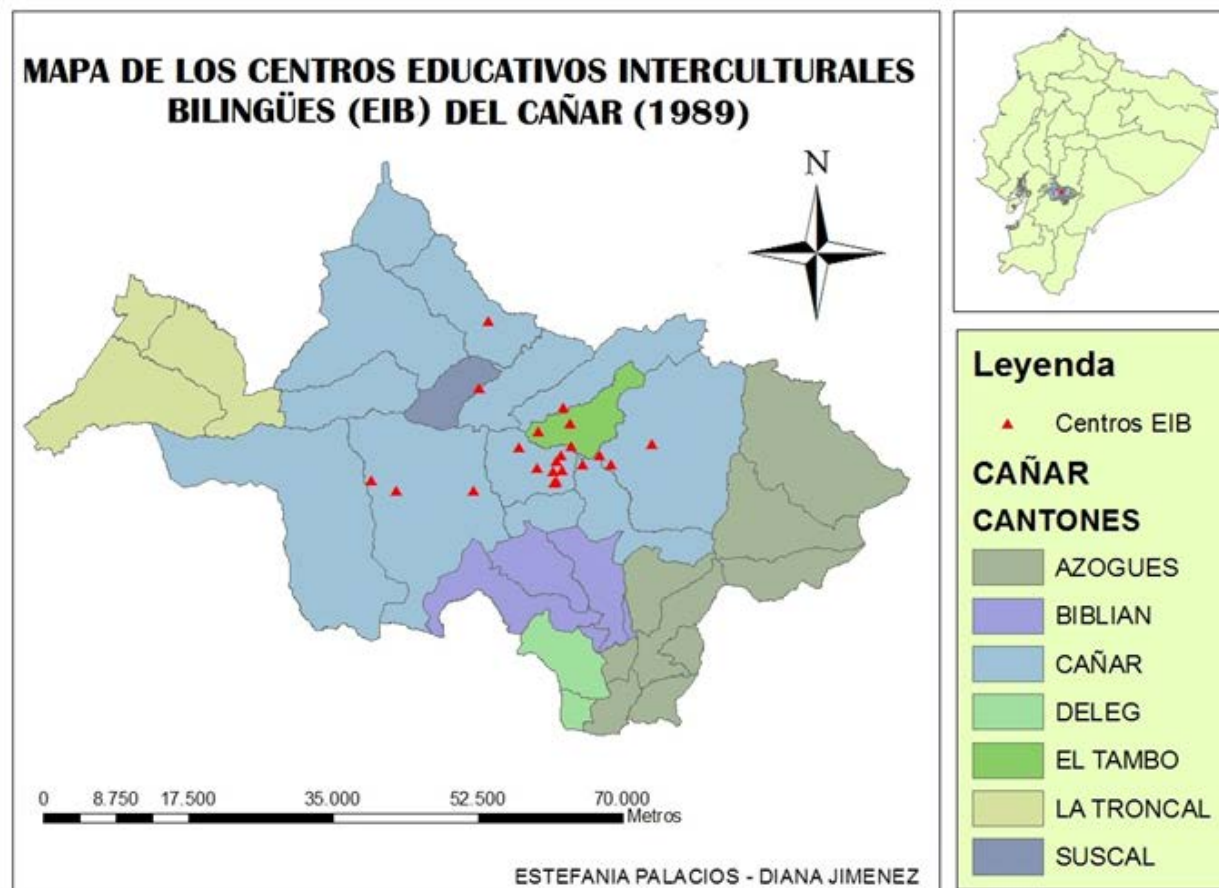 MAPA DE LOS CENTROS EDUCATIVOS INTERCULTURALES
BILINGÜES (EIB) DEL CAÑAR (1989)
N
0 8.750 17.500 35.000 52.500 70.000
Metros
ESTEFANIA PALACIOS - DIANA JIMENEZ
Leyenda
Centros EIB
CAÑAR
CANTONES
AZOGUES
BIBLIAN
CAÑAR
DELEG
EL TAMBO
LA TRONCAL
SUSCAL